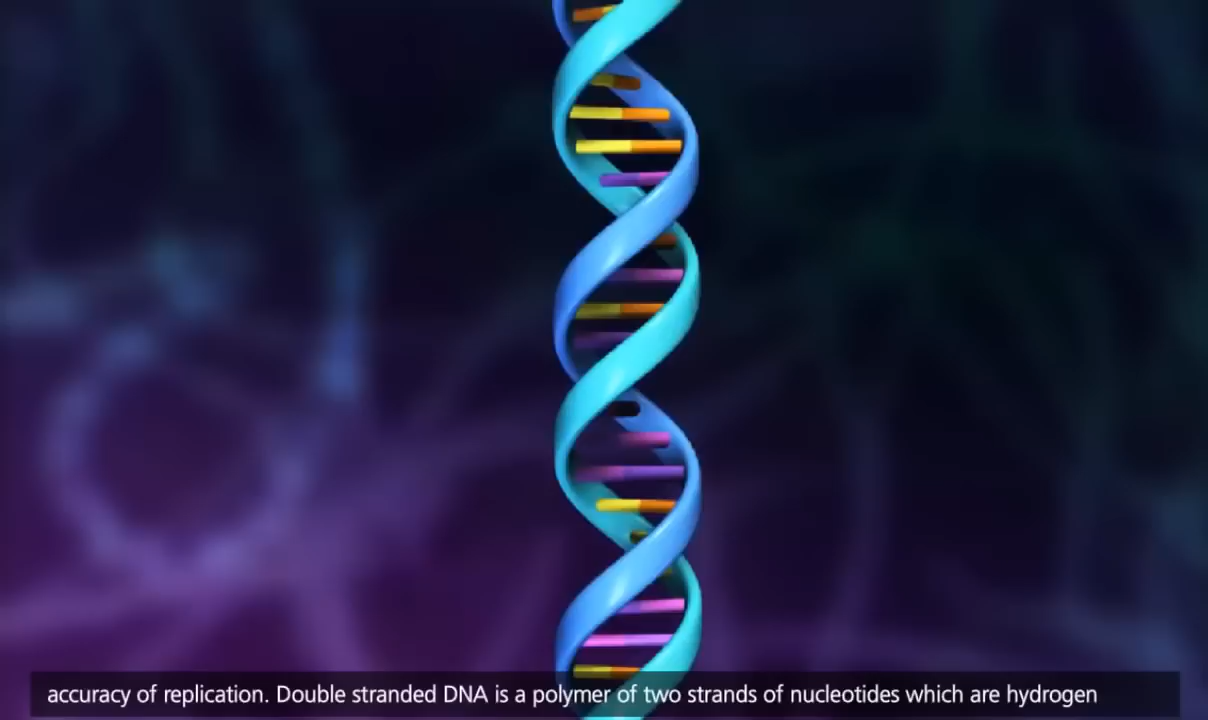 accuracy of replication. Double stranded DNA is a polymer of two strands of nucleotides which are hydrogen